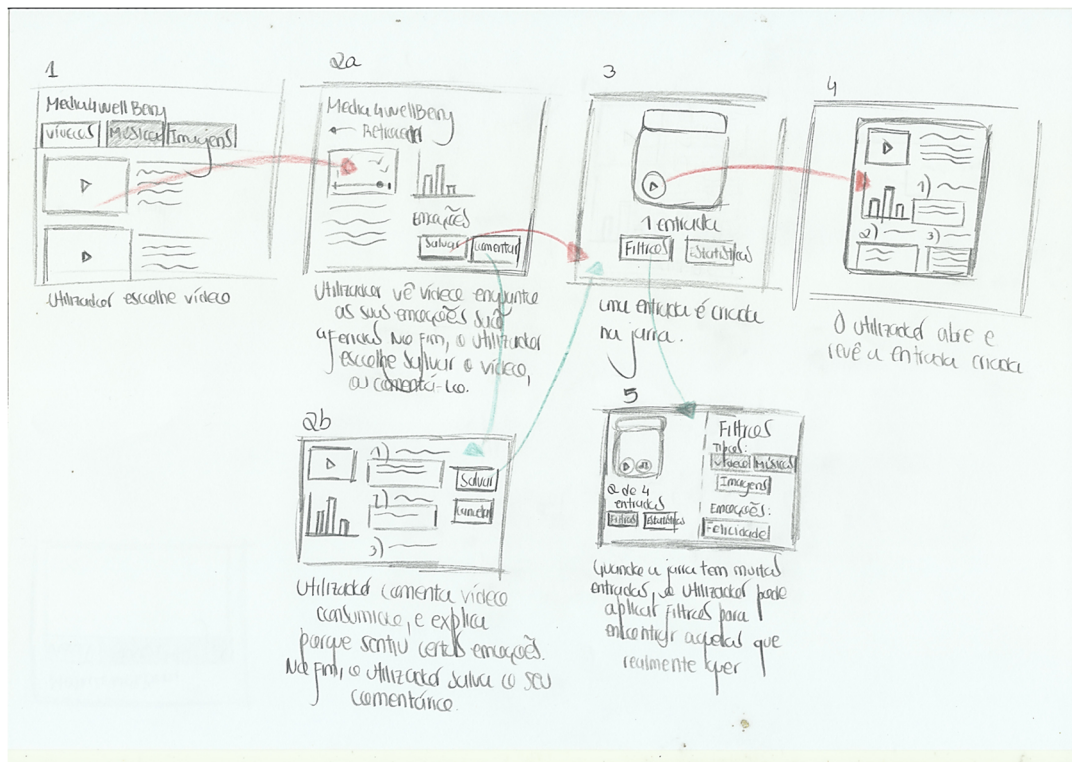 1
Media4WellBeing
Vídeos Músicas Imagens
Utilizador escolhe vídeo
2a
Media4WellBeing
← Retroceder
Emoções
Salvar Comentar
Utilizador vê vídeo enquanto
as suas emoções são
aferidas. No fim, o utilizador
escolhe salvar o vídeo,
ou comentá-lo.
2b
1)
2)
3)
Salvar
Cancelar
Utilizador comenta vídeo
consumido, e explica
porque sentiu certas emoções.
No fim, o utilizador salva o seu
comentário.
3
1 entrada
Filtros Estatísticas
uma entrada é criada
na jarra.
4
1)
2) 3)
O utilizador abre e
revê a entrada criada
5
2 de 4
entradas
Filtros Estatísticas
Filtros
Tipos:
Vídeos Músicas
Imagens
Emoções:
Felicidade
Quando a jarra tem muitas
entradas, o utilizador pode
aplicar filtros para
encontrar aquelas que
realmente quer